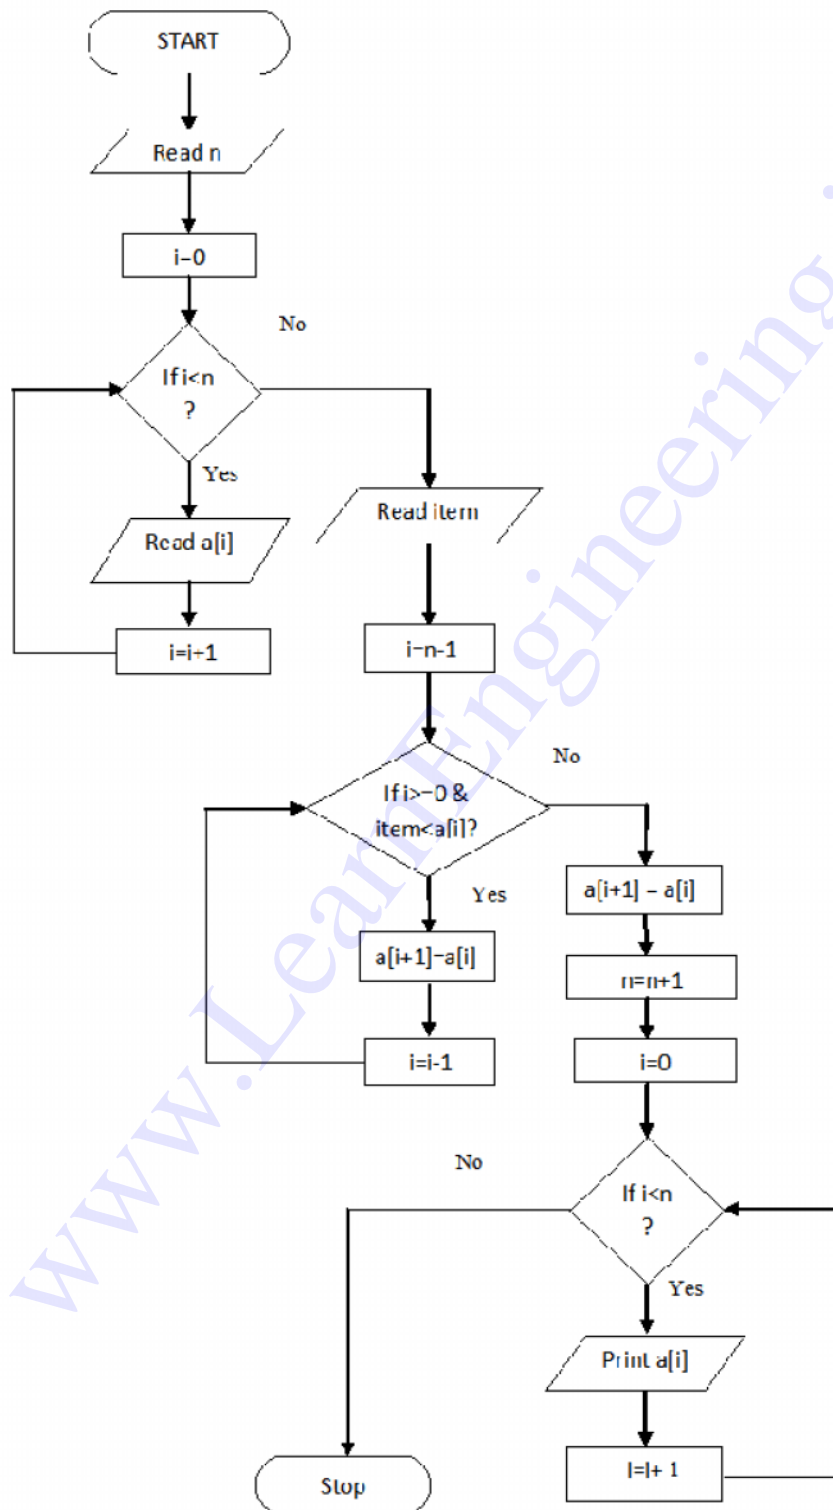 START
Read n
i=0
No
If i<n
?
Yes
Read a[i]
i=i+1
Read item
i=n-1
No
If i>=0 &
item<a[i]?
Yes
a[i+1]=a[i]
i=i-1
a[i+1] = a[i]
n=n+1
i=0
No
If i<n
?
Yes
Print a[i]
I=I+ 1
Stop
www.LearnEngineering.i